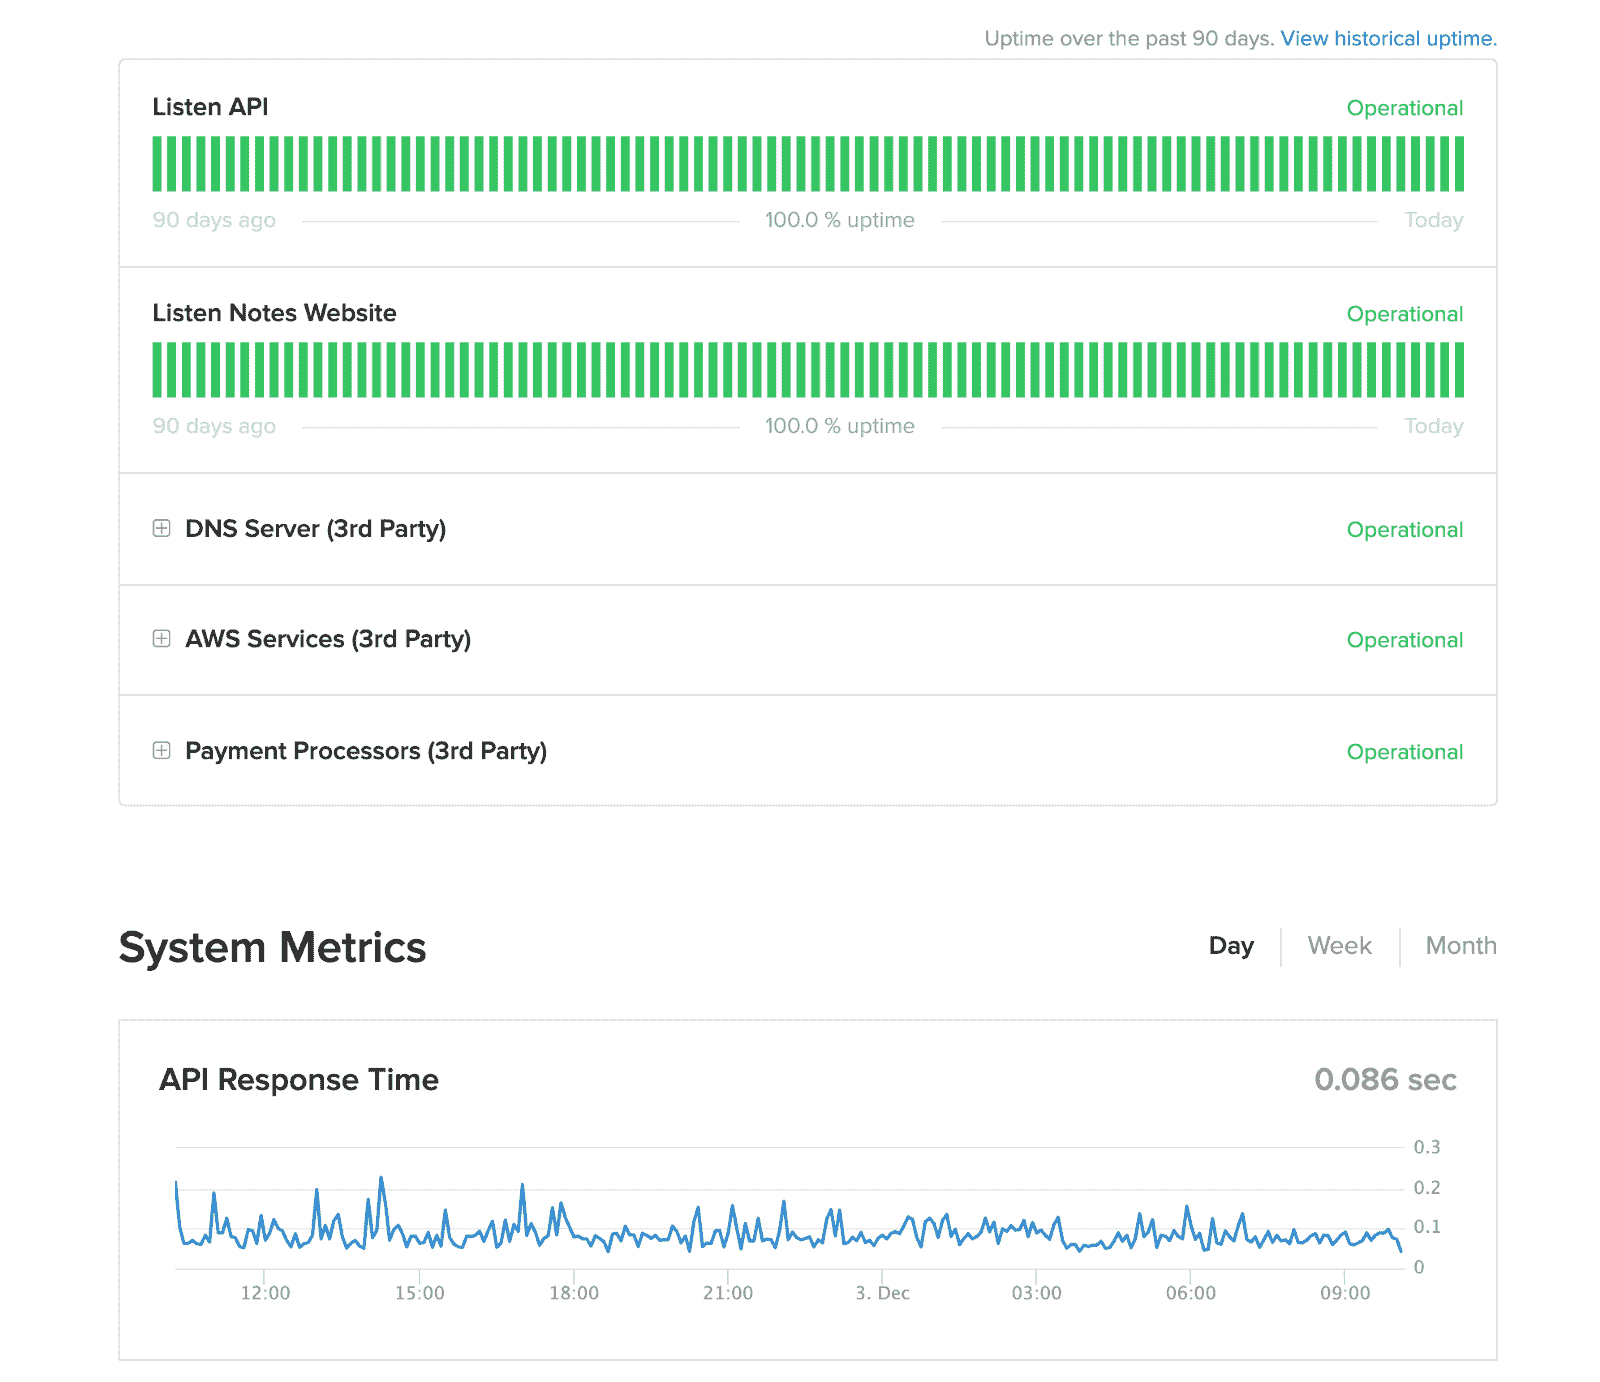 Uptime over the past 90 days. View historical uptime.
Listen API Operational
90 days ago 100.0 % uptime Today
Listen Notes Website Operational
90 days ago 100.0 % uptime Today
DNS Server (3rd Party) Operational
AWS Services (3rd Party) Operational
Payment Processors (3rd Party) Operational
System Metrics Day Week Month
API Response Time 0.086 sec
0.3
0.2
0.1
0
12:00 15:00 18:00 21:00 3. Dec 03:00 06:00 09:00